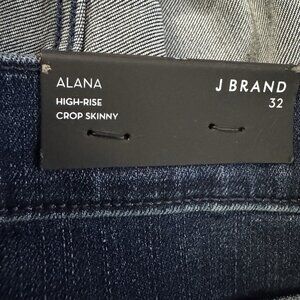 ALANA
HIGH-RISE
CROP SKINNY
J BRAND
32